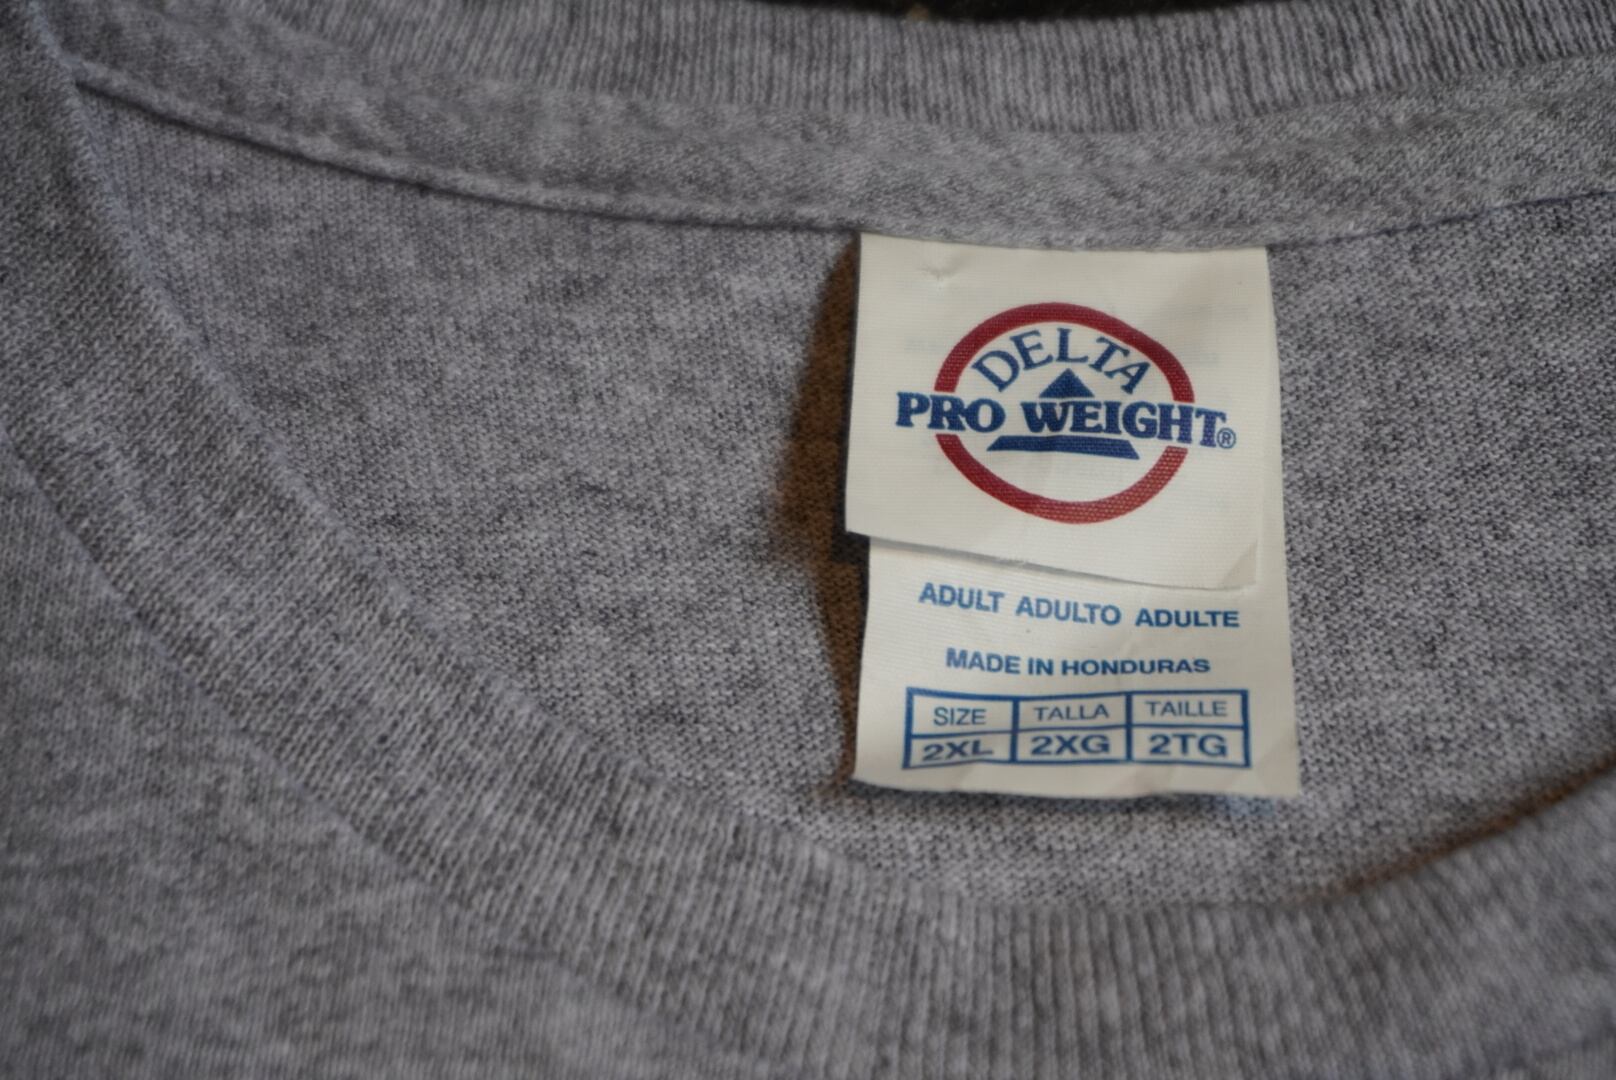 DELTA
PRO WEIGHT®
ADULT ADULTO ADULTE
MADE IN HONDURAS
SIZE TALLA TAILLE
2XL 2XG 2TG